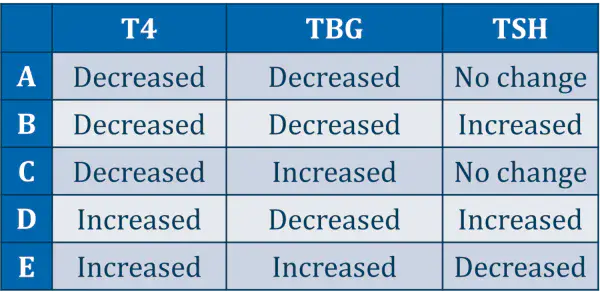 T4 TBG TSH
A Decreased Decreased No change
B Decreased Decreased Increased
C Decreased Increased No change
D Increased Decreased Increased
E Increased Increased Decreased